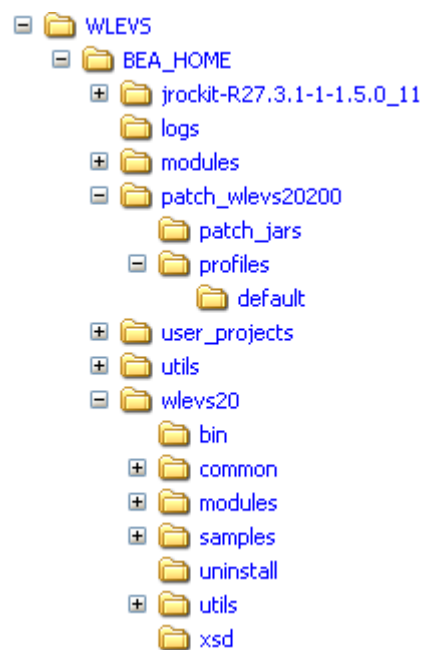 WLEVS
BEA_HOME
jrockit-R27.3.1-1-1.5.0_11
logs
modules
patch_wlevs20200
patch_jars
profiles
default
user_projects
utils
wlevs20
bin
common
modules
samples
uninstall
utils
xsd